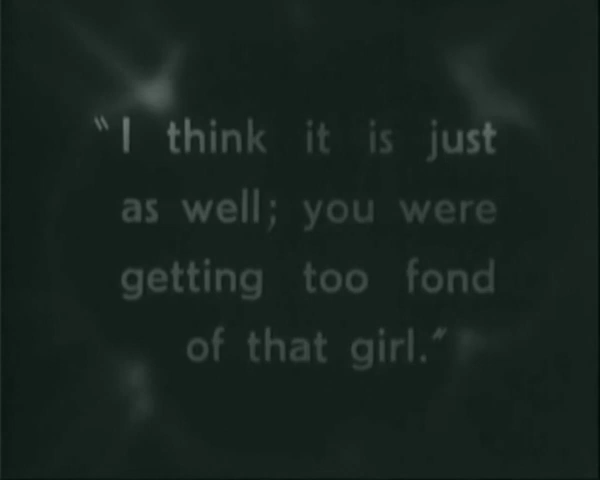 "I think it is just
as well; you were
getting too fond
of that girl."